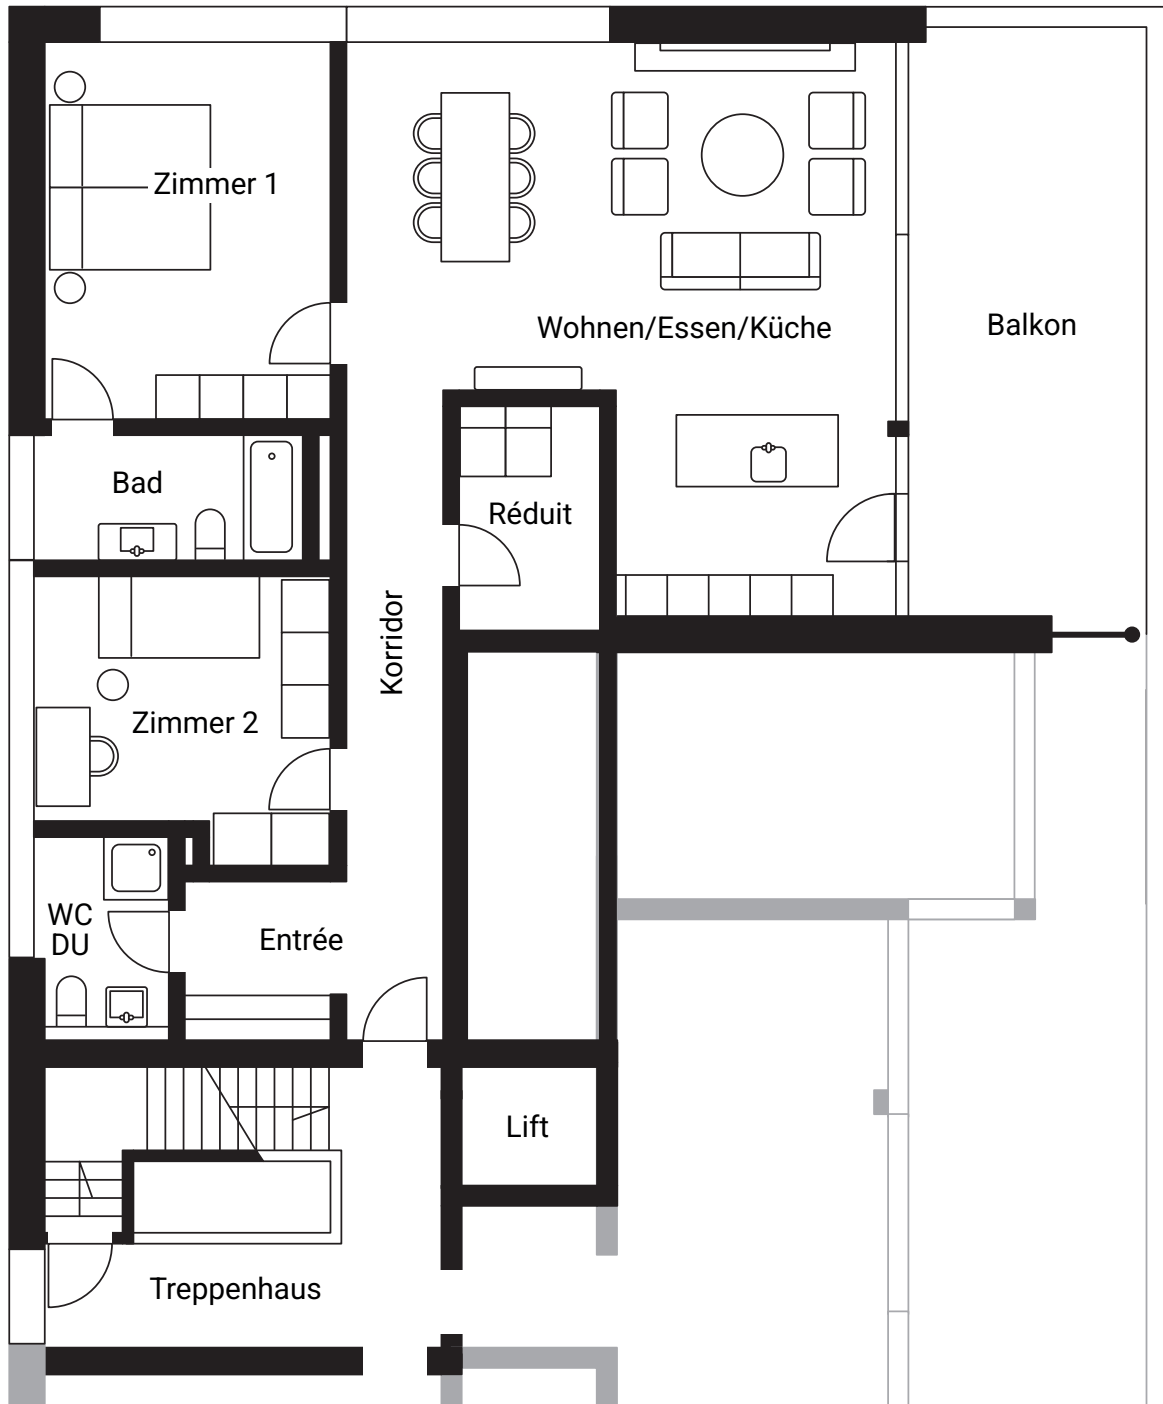 Zimmer 1
Wohnen/Essen/Küche
Balkon
Bad
Réduit
Korridor
Zimmer 2
WC
DU
Entrée
Lift
Treppenhaus